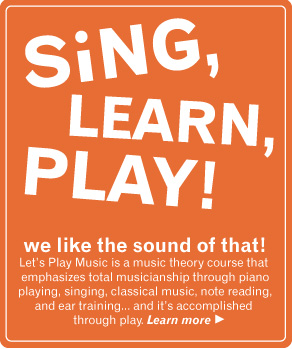 SiNG,
LEARN,
PLAY!
we like the sound of that!
Let's Play Music is a music theory course that
emphasizes total musicianship through piano
playing, singing, classical music, note reading,
and ear training... and it's accomplished
through play. Learn more ►